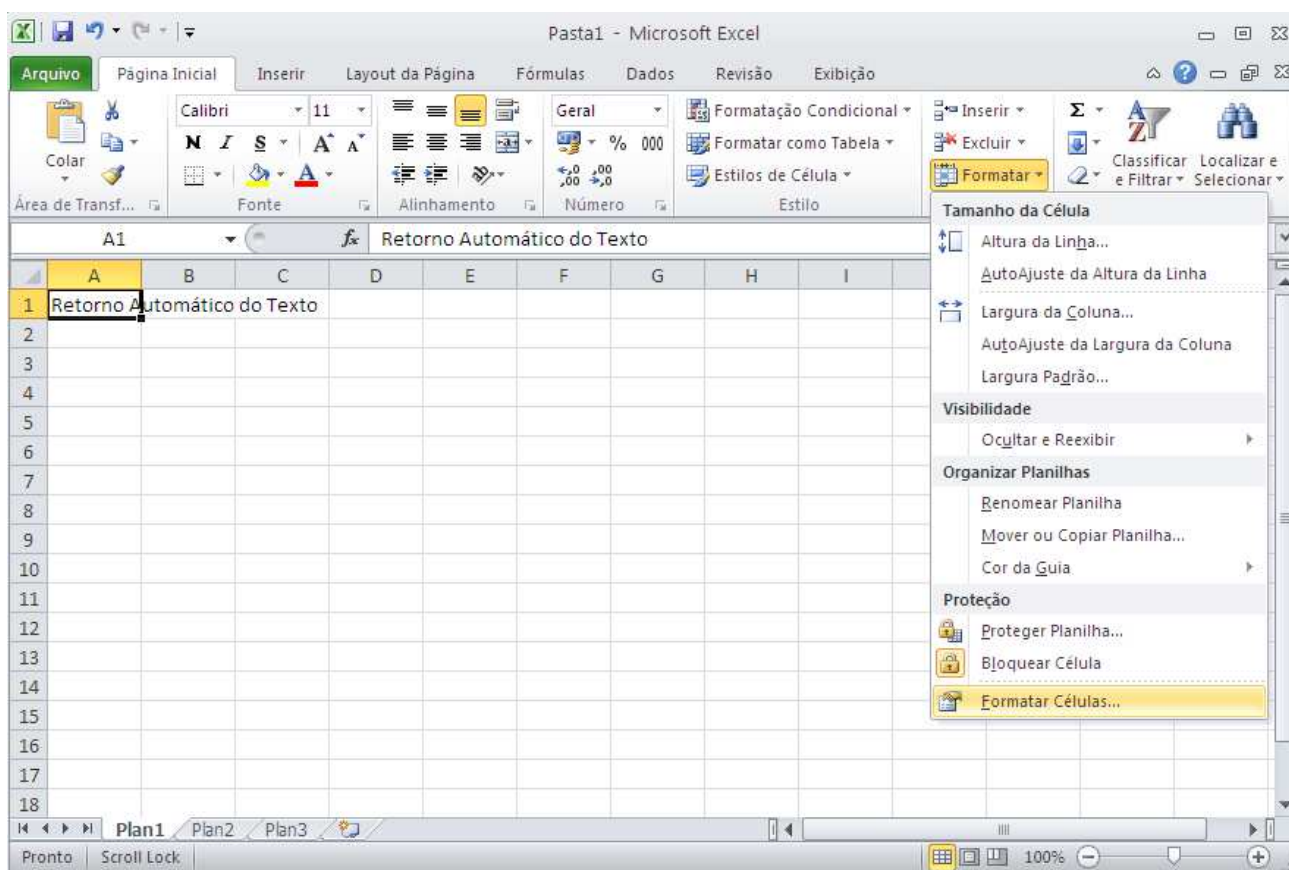 Pasta1 - Microsoft Excel
Arquivo Página Inicial Inserir Layout da Página Fórmulas Dados Revisão Exibição
Colar
Área de Transf...
Calibri 11
N I S A A
A
Fonte
Alinhamento
Geral
% 000
,0 ,00 ,00 ,0
Número
Formatação Condicional
Formatar como Tabela
Estilos de Célula
Estilo
Inserir
Excluir
Formatar
Σ
Classificar e Filtrar
Localizar e Selecionar
A1 fx Retorno Automático do Texto
A B C D E F G H I
1 Retorno Automático do Texto
2
3
4
5
6
7
8
9
10
11
12
13
14
15
16
17
18
Tamanho da Célula
Altura da Linha...
AutoAjuste da Altura da Linha
Largura da Coluna...
AutoAjuste da Largura da Coluna
Largura Padrão...
Visibilidade
Ocultar e Reexibir
Organizar Planilhas
Renomear Planilha
Mover ou Copiar Planilha...
Cor da Guia
Proteção
Proteger Planilha...
Bloquear Célula
Formatar Células...
Plan1 Plan2 Plan3
Pronto Scroll Lock 100%